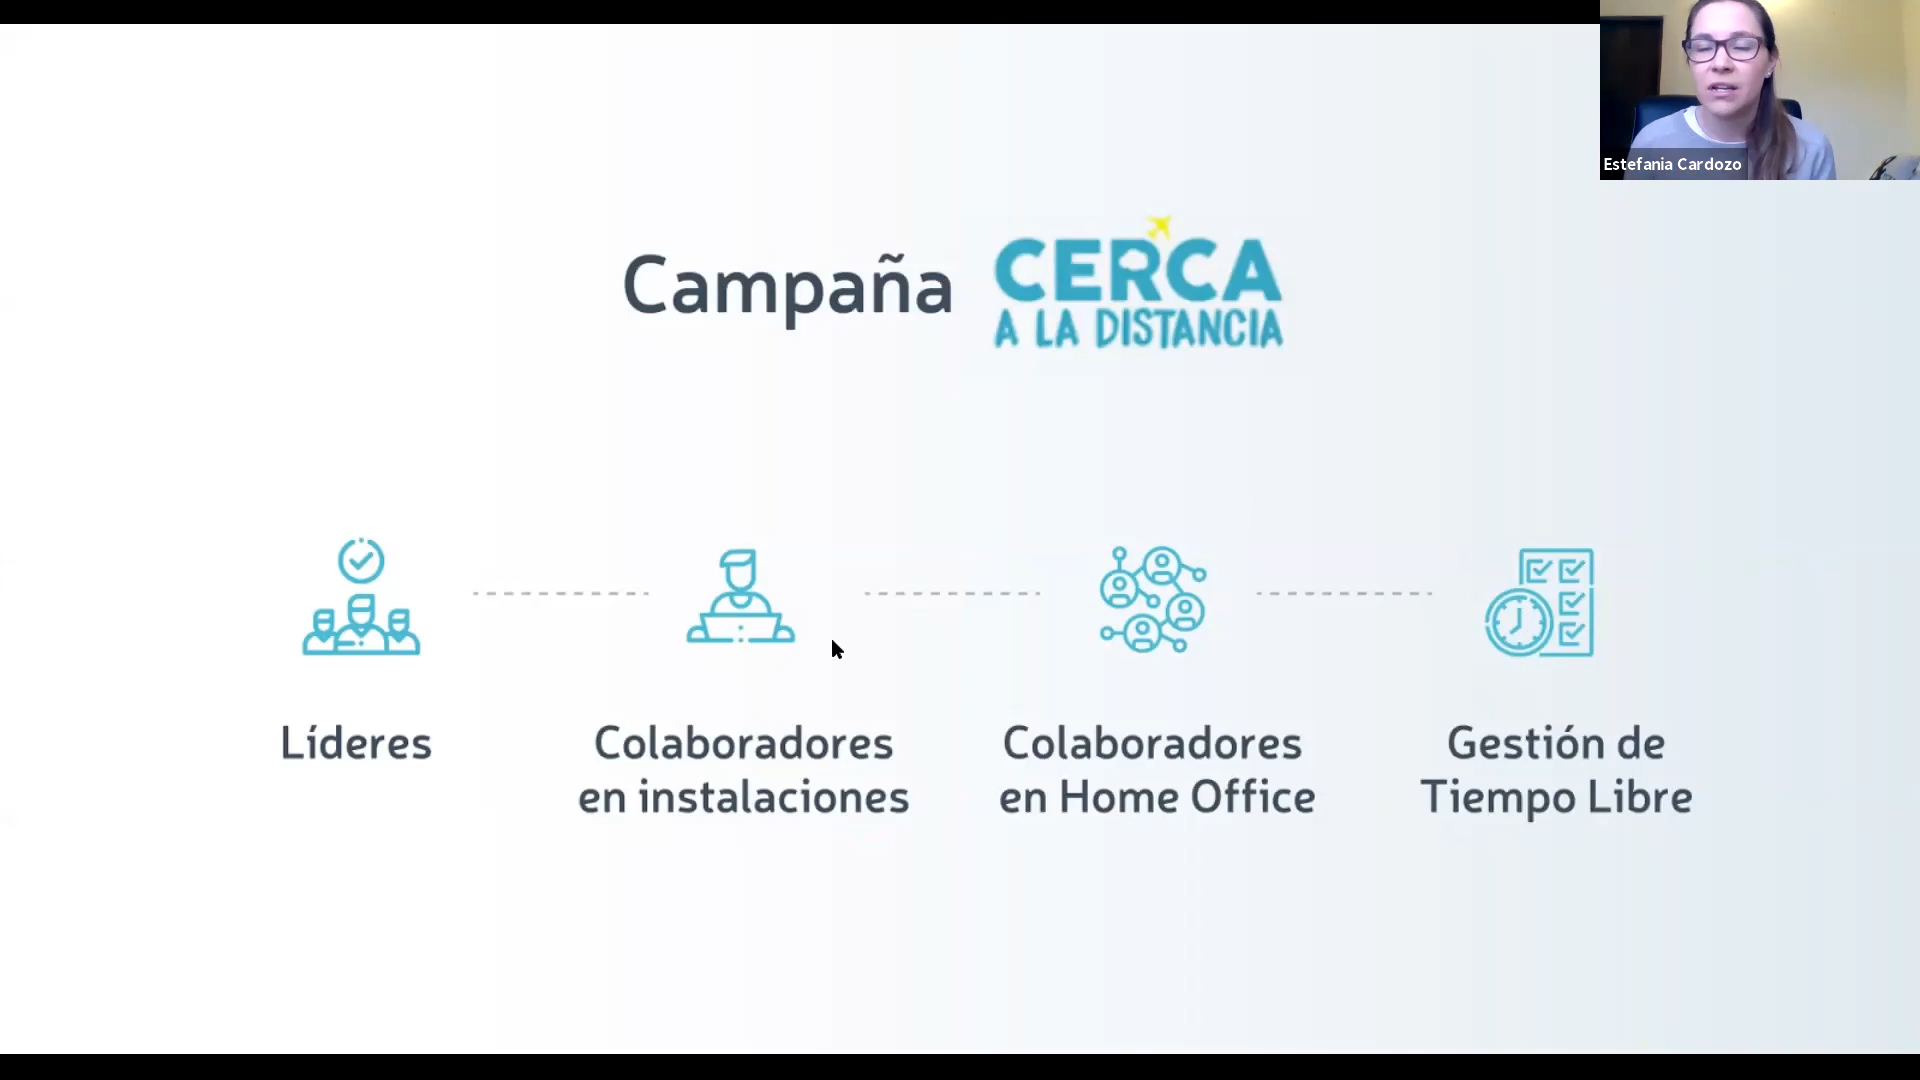 Estefania Cardozo
Campaña
CERCA
A LA DISTANCIA
Líderes
Colaboradores
en instalaciones
Colaboradores
en Home Office
Gestión de
Tiempo Libre